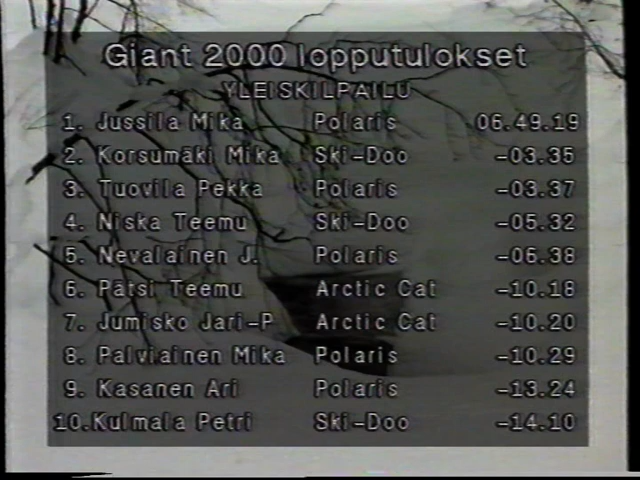 Giant 2000 lopputulokset
YLEISKILPAILU
1. Jussila Mika Polaris 06.49.19
2. Korsumäki Mika Ski-Doo -03.35
3. Tuovila Pekka Polaris -03.37
4. Niska Teemu Ski-Doo -05.32
5. Nevalainen J. Polaris -06.38
6. Pätsi Teemu Arctic Cat -10.18
7. Jumisko Jari-P Arctic Cat -10.20
8. Palviainen Mika Polaris -10.29
9. Kasanen Ari Polaris -13.24
10.Kulmala Petri Ski-Doo -14.10